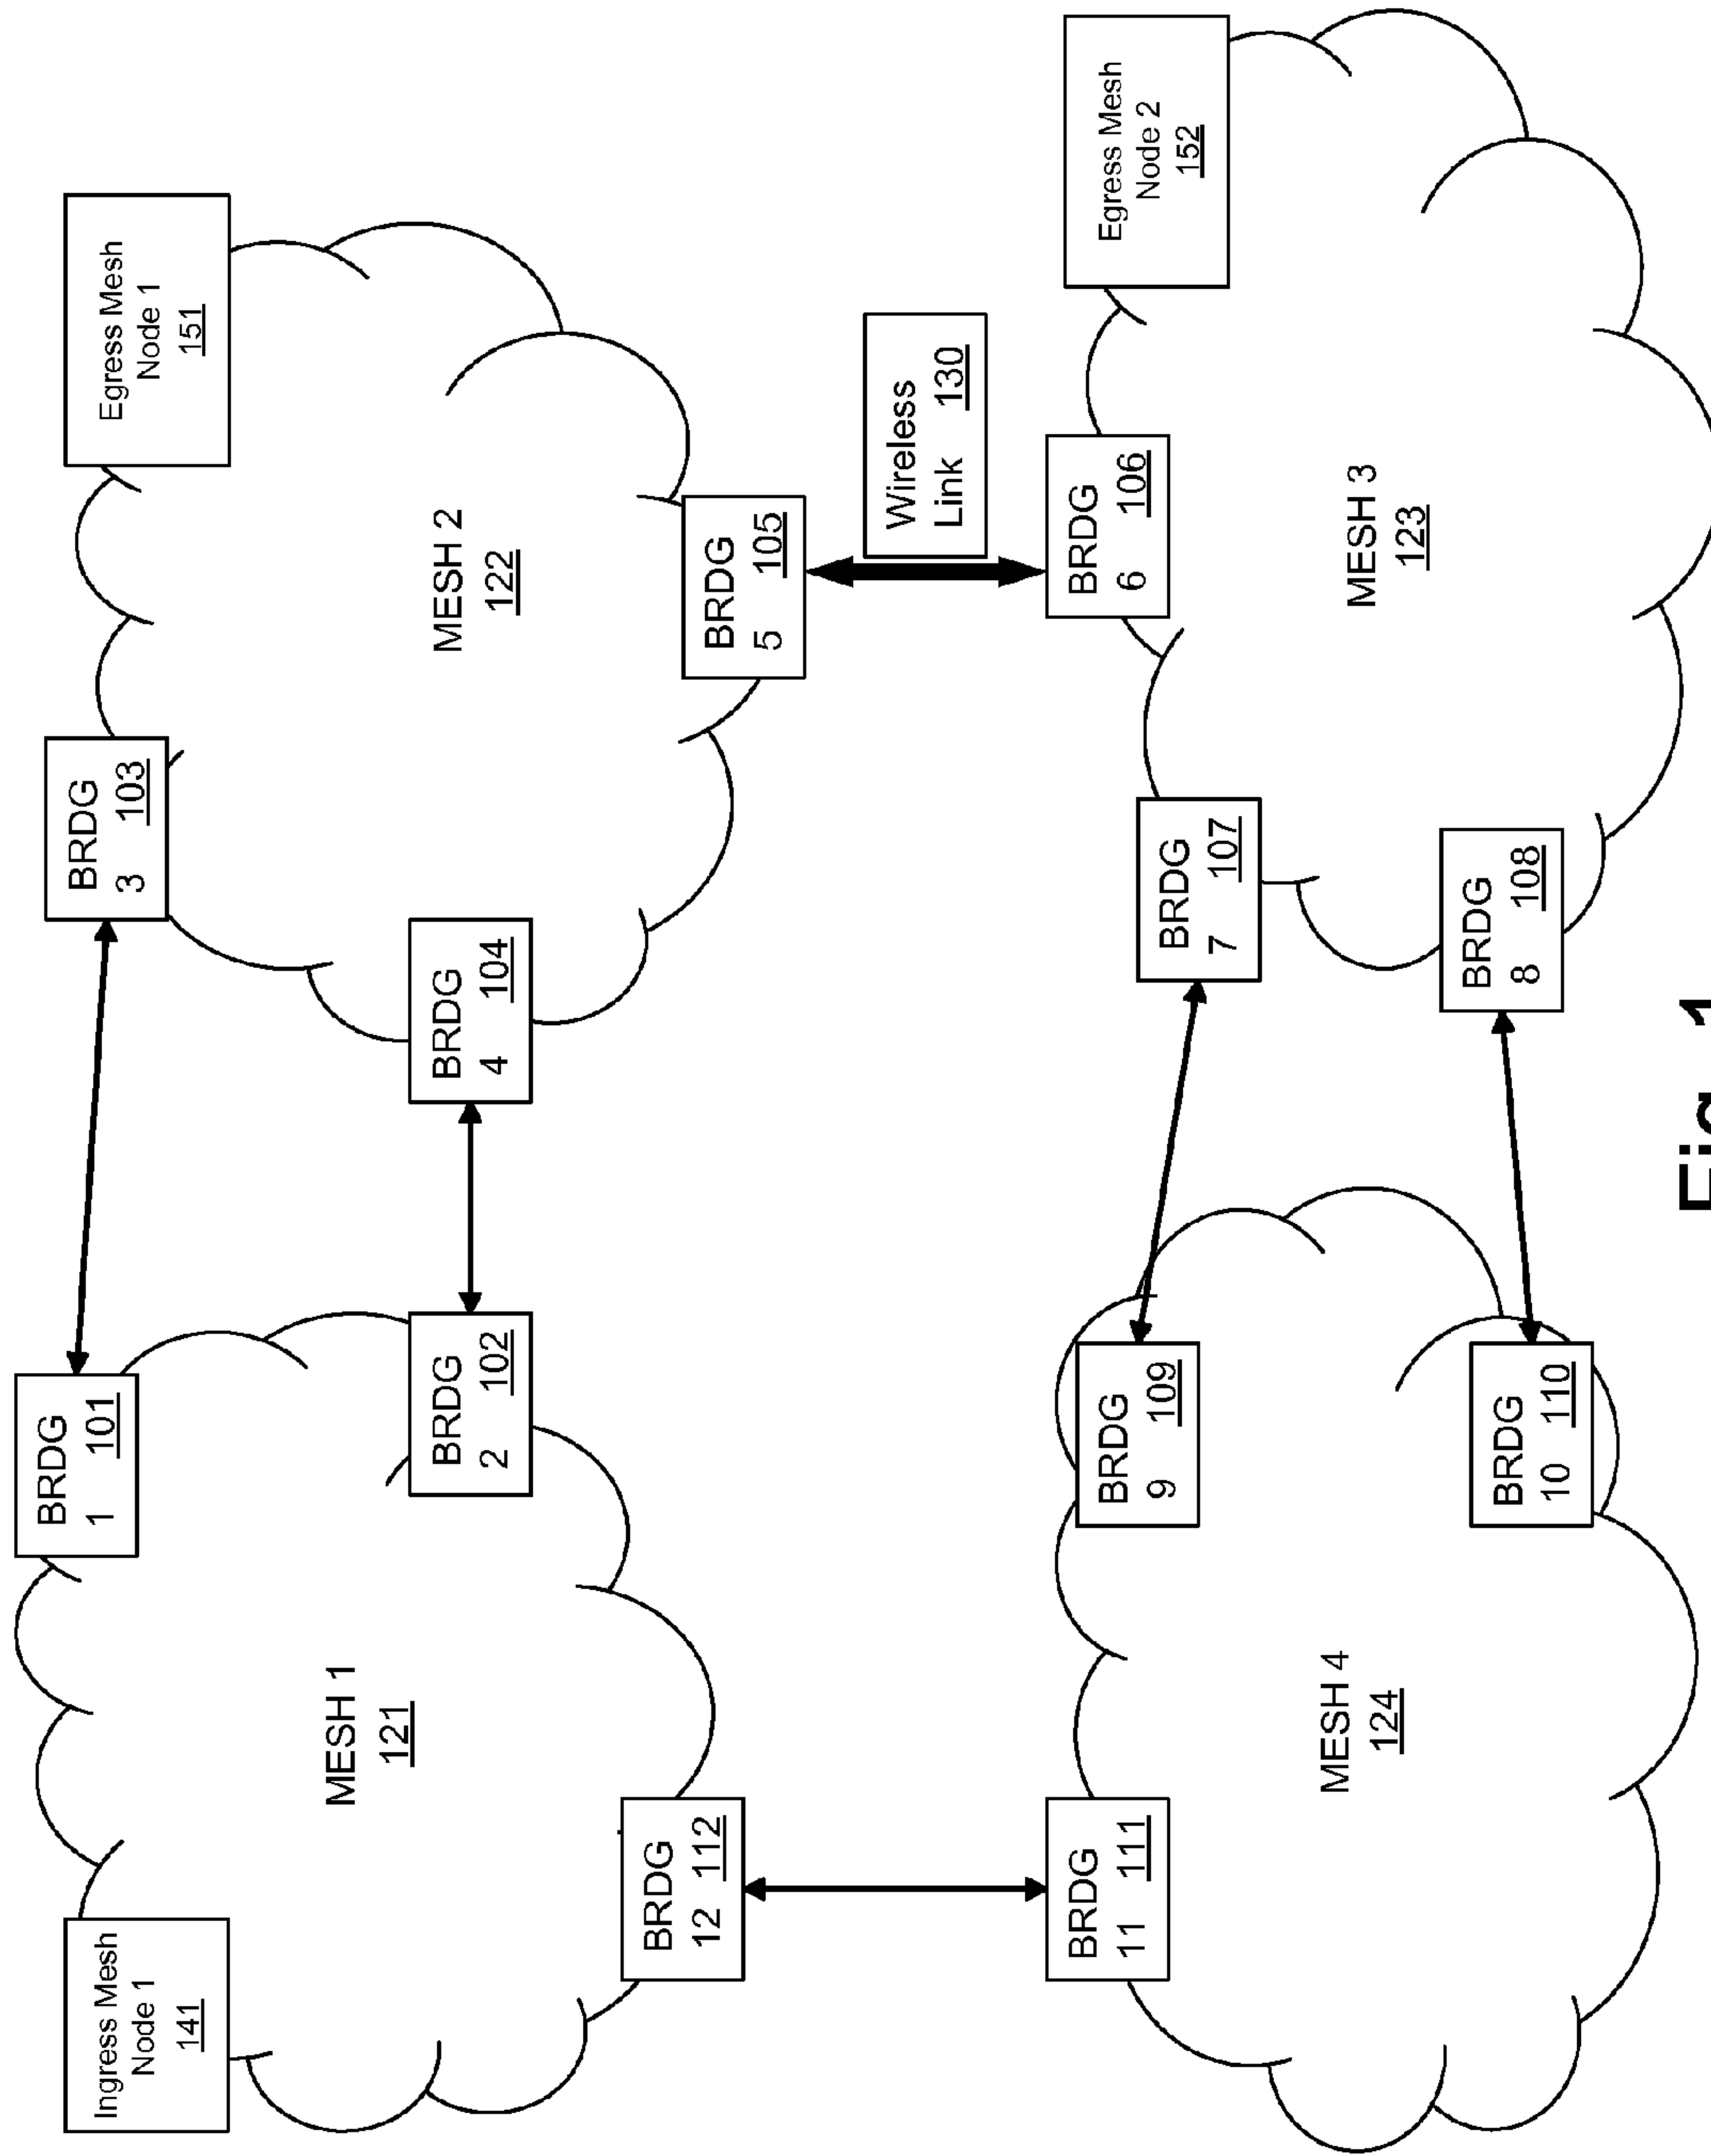 Ingress Mesh
Node 1
141
BRDG
1 101
BRDG
3 103
Egress Mesh
Node 1
151
MESH 1
121
BRDG
2 102
BRDG
4 104
MESH 2
122
BRDG
12 112
BRDG
5 105
Wireless
Link 130
BRDG
11 111
BRDG
9 109
BRDG
7 107
BRDG
6 106
Egress Mesh
Node 2
152
MESH 4
124
MESH 3
123
BRDG
10 110
BRDG
8 108
Fig. 1